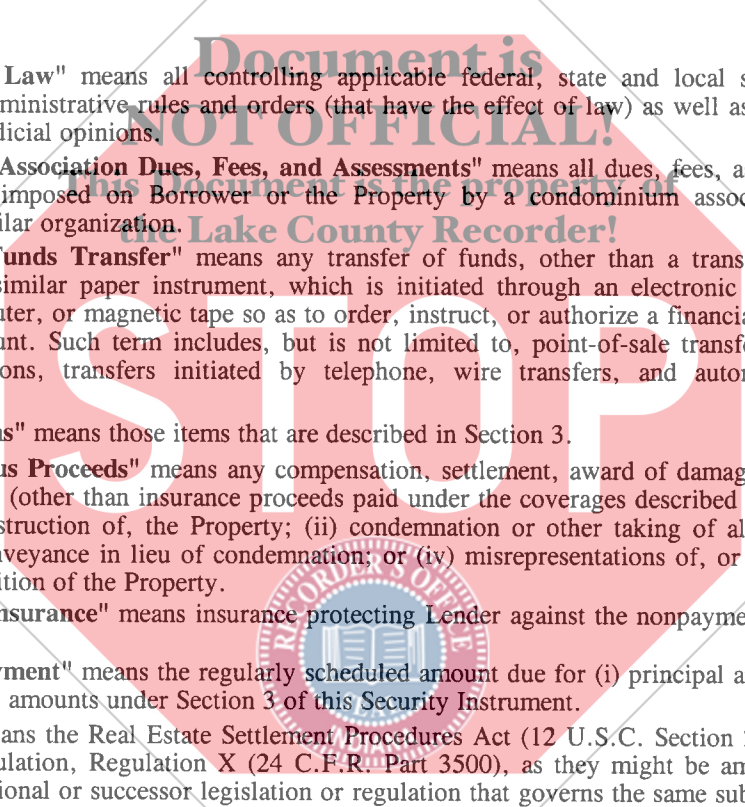 Document is
Law" means all controlling applicable federal, state and local s
ministrative rules and orders (that have the effect of law) as well as
NOT OFFICIAL!
dicial opinions.
Association Dues, Fees, and Assessments" means all dues, fees, a
This Document is the property of
imposed on Borrower or the Property by a condominium assoc
ilar organization.
the Lake County Recorder!
Funds Transfer" means any transfer of funds, other than a trans
similar paper instrument, which is initiated through an electronic
uter, or magnetic tape so as to order, instruct, or authorize a financia
unt. Such term includes, but is not limited to, point-of-sale transf
ons, transfers initiated by telephone, wire transfers, and auto
STOP
ns" means those items that are described in Section 3.
us Proceeds" means any compensation, settlement, award of damag
(other than insurance proceeds paid under the coverages described
struction of, the Property; (ii) condemnation or other taking of al
nveyance in lieu of condemnation; or (iv) misrepresentations of, or
ition of the Property.
nsurance" means insurance protecting Lender against the nonpayme
RECORDER'S OFFICE
yment" means the regularly scheduled amount due for (i) principal a
amounts under Section 3 of this Security Instrument.
SEAL
ans the Real Estate Settlement Procedures Act (12 U.S.C. Section
ulation, Regulation X (24 C.F.R. Part 3500), as they might be am
ional or successor legislation or regulation that governs the same sub